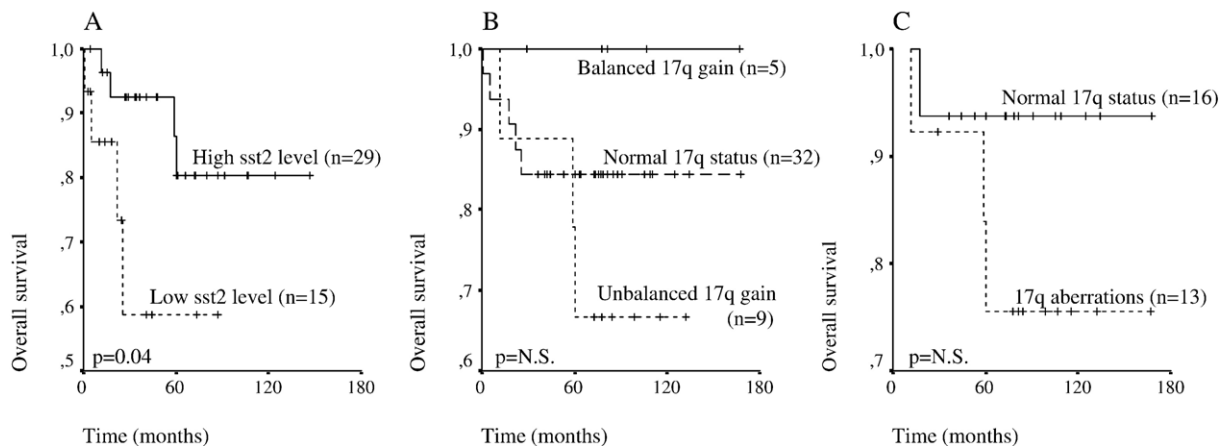 A
Overall survival
1,0
,9
,8
,7
,6
,5
High sst2 level (n=29)
Low sst2 level (n=15)
p=0.04
0
60
120
180
Time (months)
B
Overall survival
1,0
,9
,8
,7
,6
Balanced 17q gain (n=5)
Normal 17q status (n=32)
Unbalanced 17q gain
(n=9)
p=N.S.
0
60
120
180
Time (months)
C
Overall survival
1,0
,9
,8
,7
Normal 17q status (n=16)
17q aberrations (n=13)
p=N.S.
0
60
120
180
Time (months)